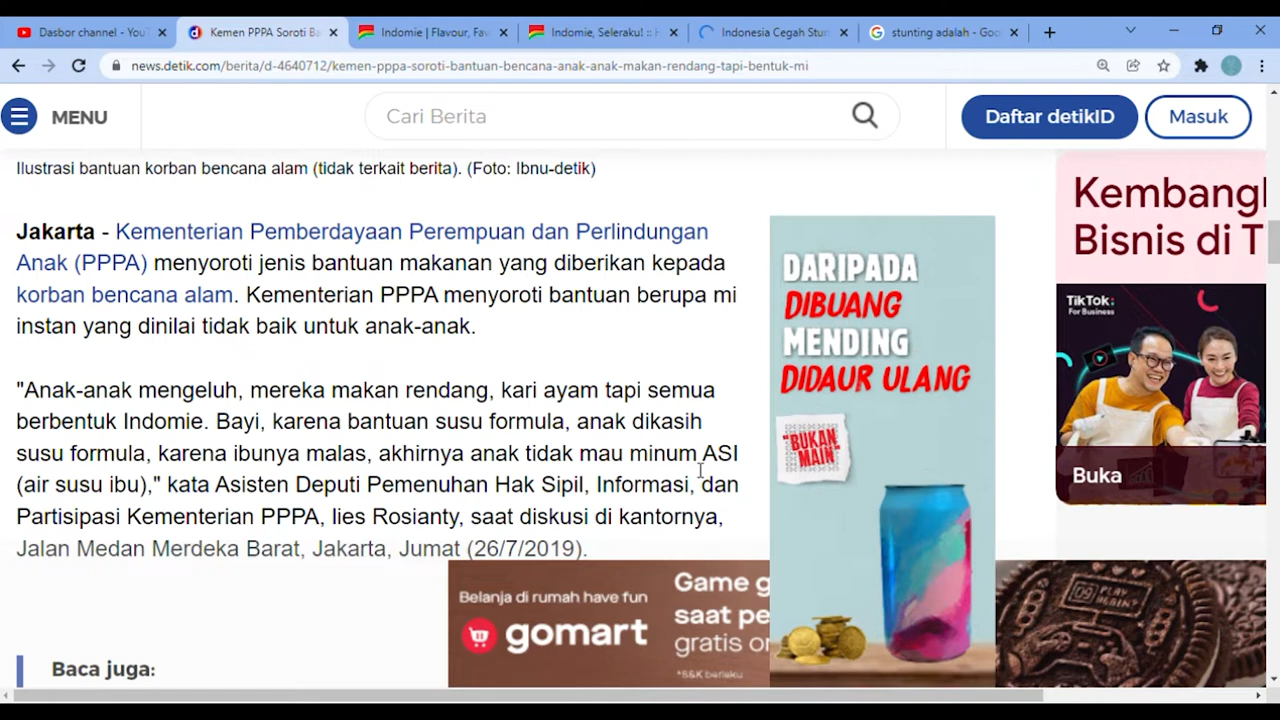 Dasbor channel - YouT
Kemen PPPA Soroti Ba
Indomie | Flavour, Fav
Indomie, Seleraku! ::
Indonesia Cegah Stun
stunting adalah - Goo
news.detik.com/berita/d-4640712/kemen-pppa-soroti-bantuan-bencana-anak-anak-makan-rendang-tapi-bentuk-mi
MENU
Cari Berita
Daftar detikID
Masuk
Ilustrasi bantuan korban bencana alam (tidak terkait berita). (Foto: Ibnu-detik)
Jakarta - Kementerian Pemberdayaan Perempuan dan Perlindungan
Anak (PPPA) menyoroti jenis bantuan makanan yang diberikan kepada
korban bencana alam. Kementerian PPPA menyoroti bantuan berupa mi
instan yang dinilai tidak baik untuk anak-anak.
"Anak-anak mengeluh, mereka makan rendang, kari ayam tapi semua
berbentuk Indomie. Bayi, karena bantuan susu formula, anak dikasih
susu formula, karena ibunya malas, akhirnya anak tidak mau minum ASI
(air susu ibu)," kata Asisten Deputi Pemenuhan Hak Sipil, Informasi, dan
Partisipasi Kementerian PPPA, lies Rosianty, saat diskusi di kantornya,
Jalan Medan Merdeka Barat, Jakarta, Jumat (26/7/2019).
Baca juga:
DARIPADA
DIBUANG
MENDING
DIDAUR ULANG
"BUKAN
MAIN"
Kembangl
Bisnis di T
TikTok:
For Business
Buka
Belanja di rumah have fun
gomart
Game g
saat pe
gratis on
*S&K berlaku
PLAY